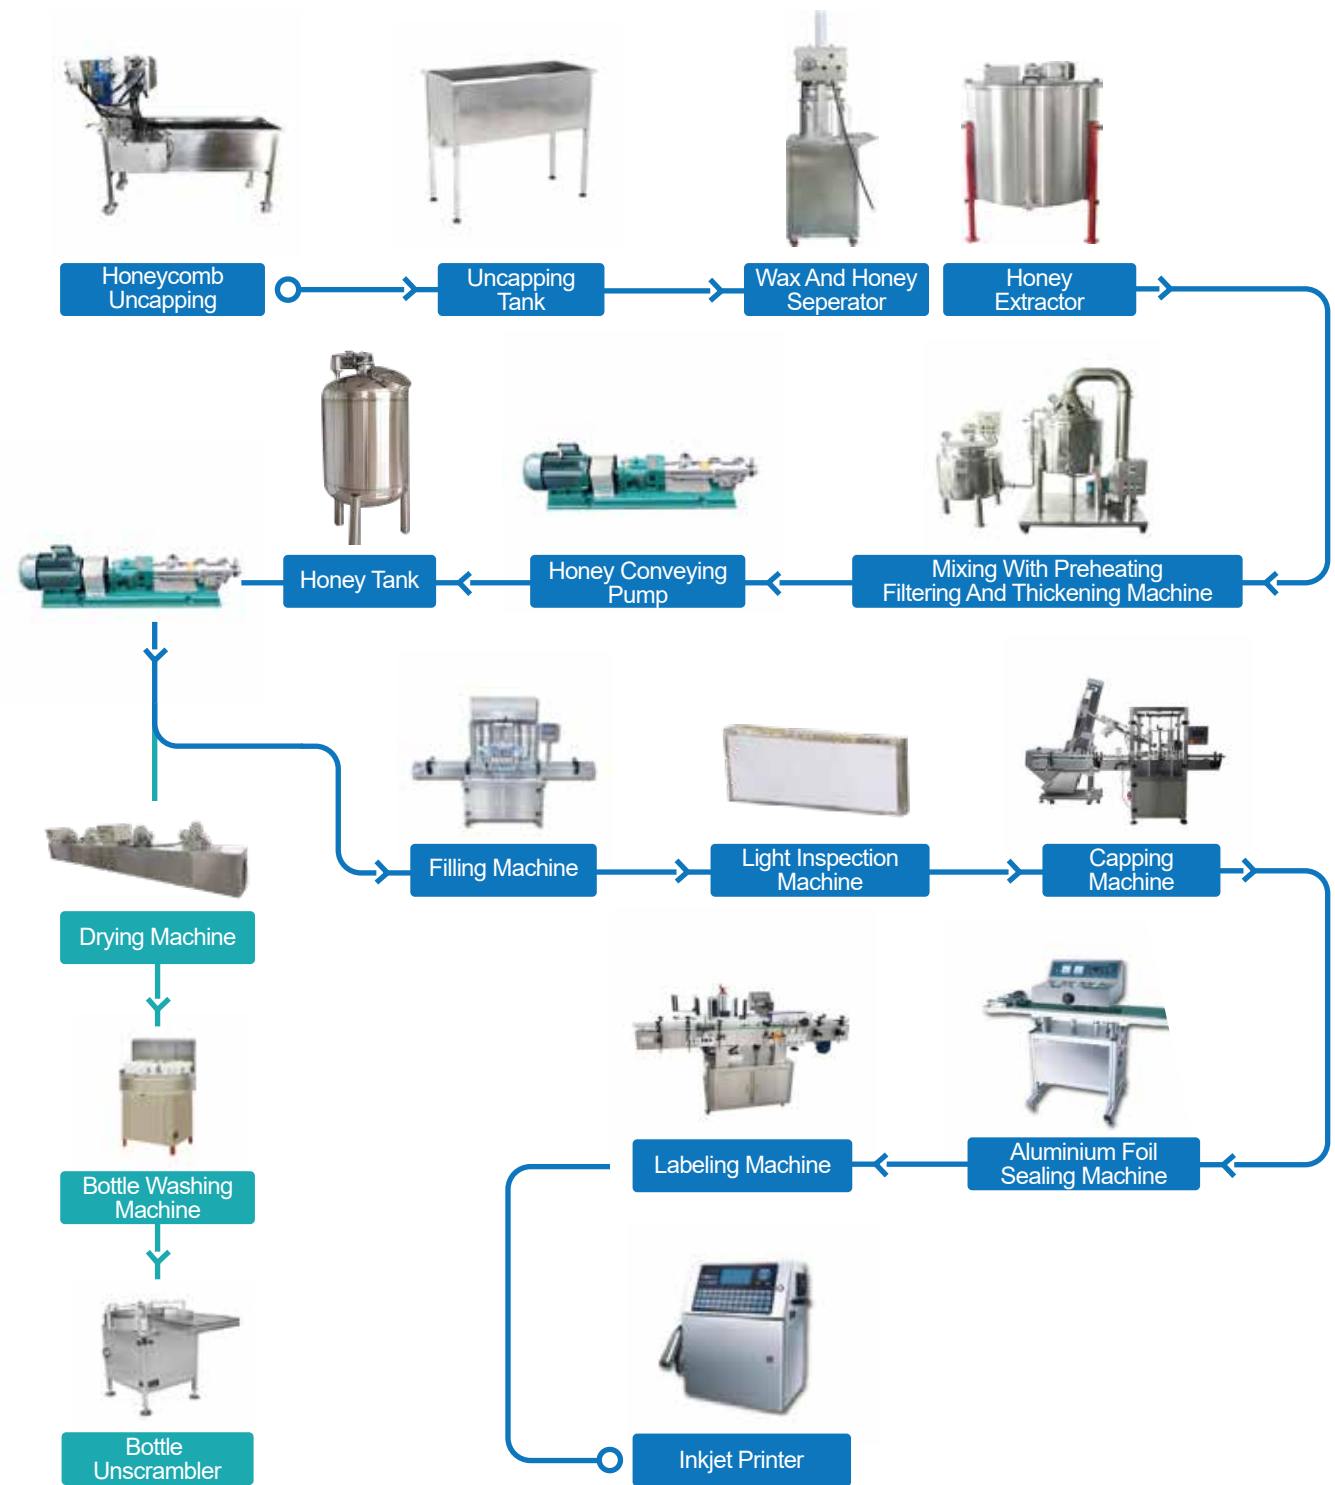 Honeycomb
Uncapping
Uncapping
Tank
Wax And Honey
Seperator
Honey
Extractor
Honey Tank
Honey Conveying
Pump
Mixing With Preheating
Filtering And Thickening Machine
Filling Machine
Light Inspection
Machine
Capping
Machine
Drying Machine
Bottle Washing
Machine
Labeling Machine
Aluminium Foil
Sealing Machine
Bottle
Unscrambler
Inkjet Printer